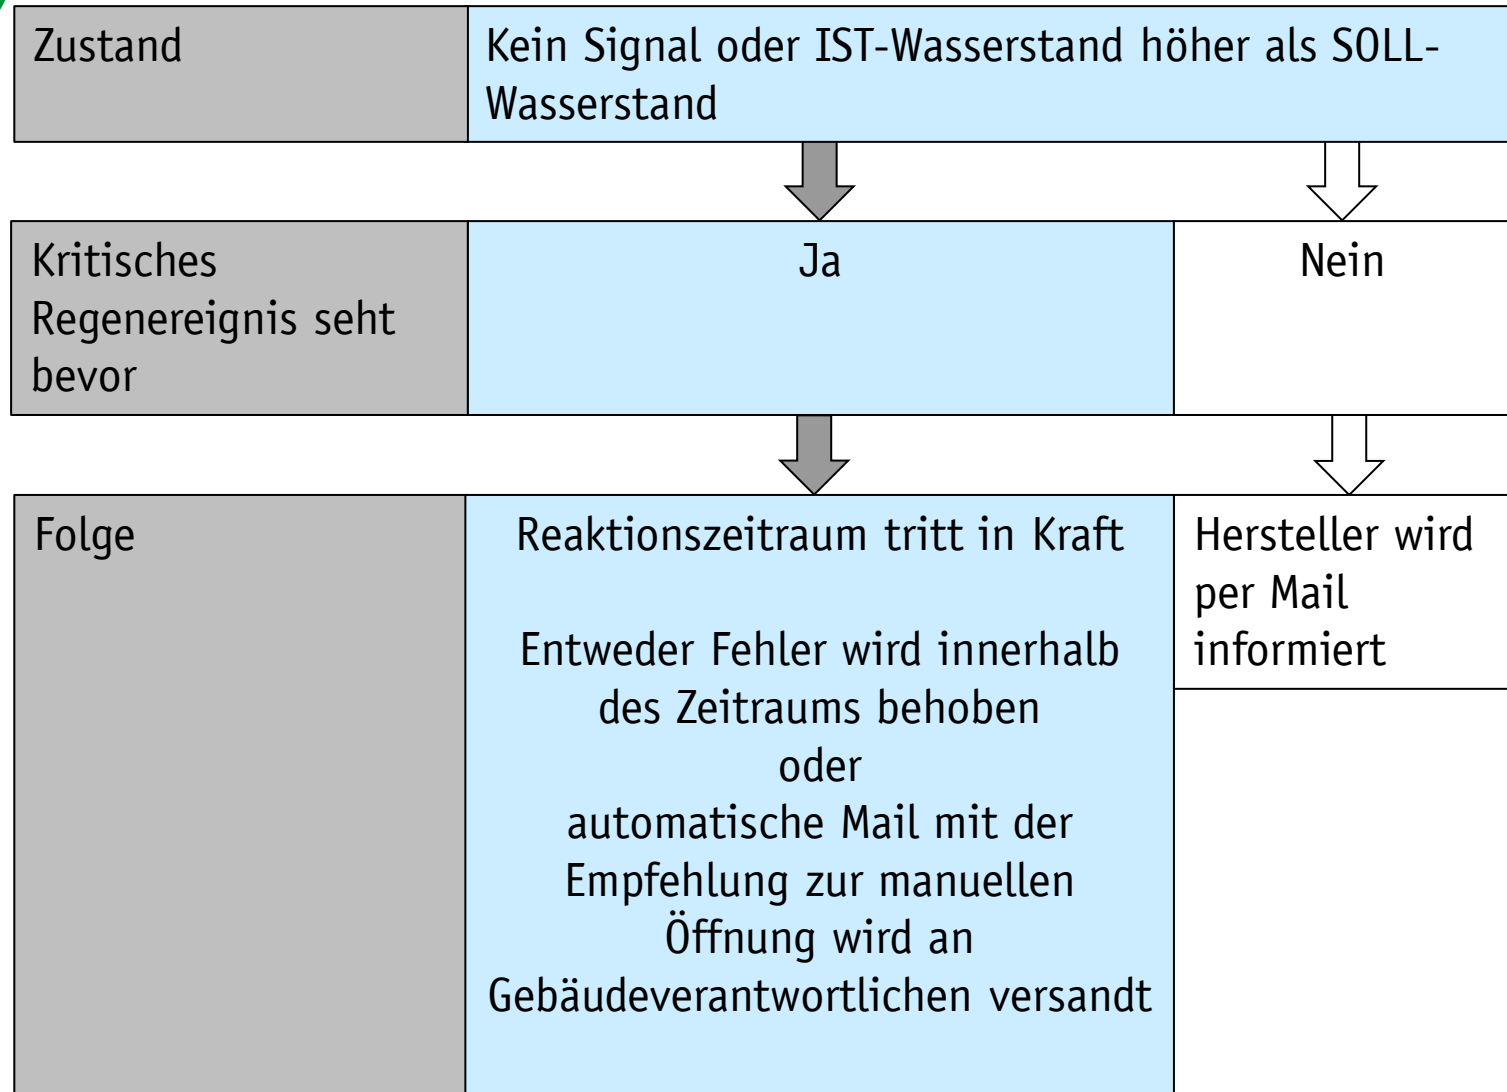 Zustand
Kein Signal oder IST-Wasserstand höher als SOLL-
Wasserstand
Kritisches
Regenereignis seht
bevor
Ja
Nein
Folge
Reaktionszeitraum tritt in Kraft
Entweder Fehler wird innerhalb
des Zeitraums behoben
oder
automatische Mail mit der
Empfehlung zur manuellen
Öffnung wird an
Gebäudeverantwortlichen versandt
Hersteller wird
per Mail
informiert